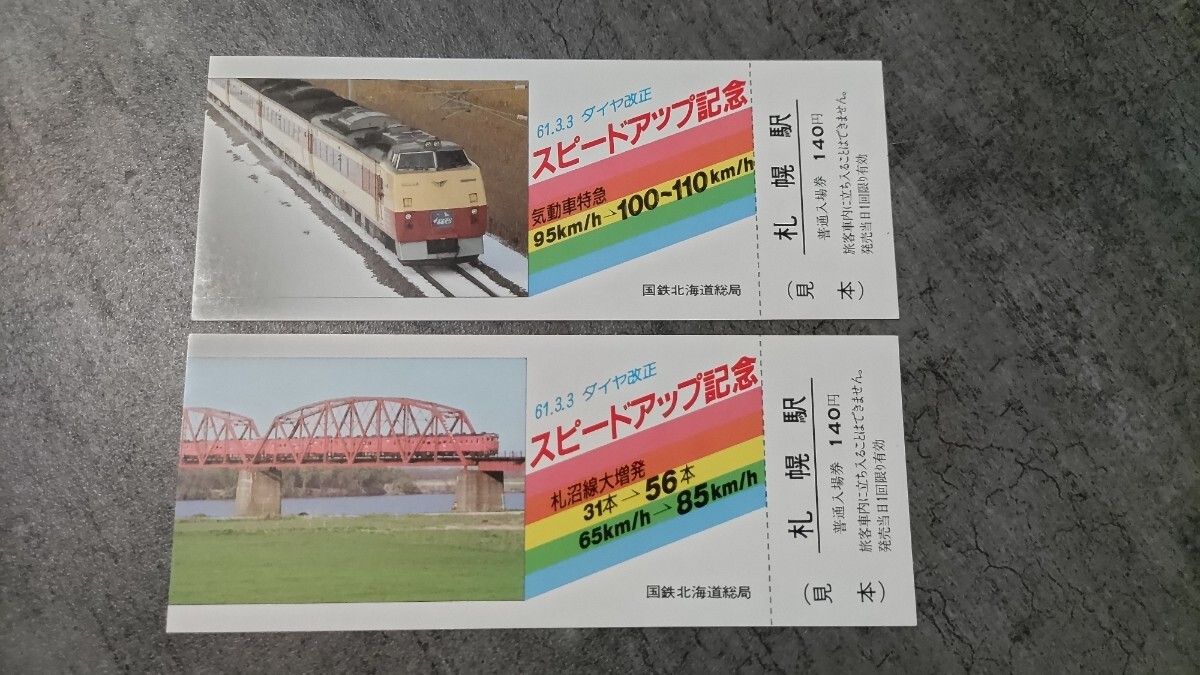 61.3.3 ダイヤ改正
スピードアップ記念
気動車特急
95km/h→100~110km/h
国鉄北海道総局
札幌駅
普通入場券 140円
旅客車内に立ち入ることはできません。
発売当日1回限り有効
(見本)
61.3.3 ダイヤ改正
スピードアップ記念
札沼線大増発
31本→56本
65km/h→85km/h
国鉄北海道総局
札幌駅
普通入場券 140円
旅客車内に立ち入ることはできません。
発売当日1回限り有効
(見本)